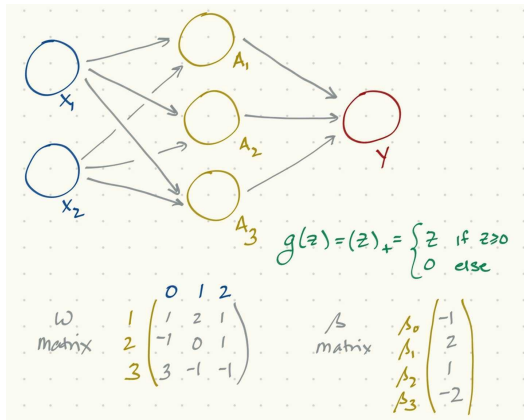 A₁
X₁
A₂
Y
X₂
A₃
g(z)=(z)₊= { z if z≥0
0 else
0 1 2
W 1 1 2 1
matrix 2 -1 0 1
3 3 -1 -1
β β₀ -1
matrix β₁ 2
β₂ 1
β₃ -2